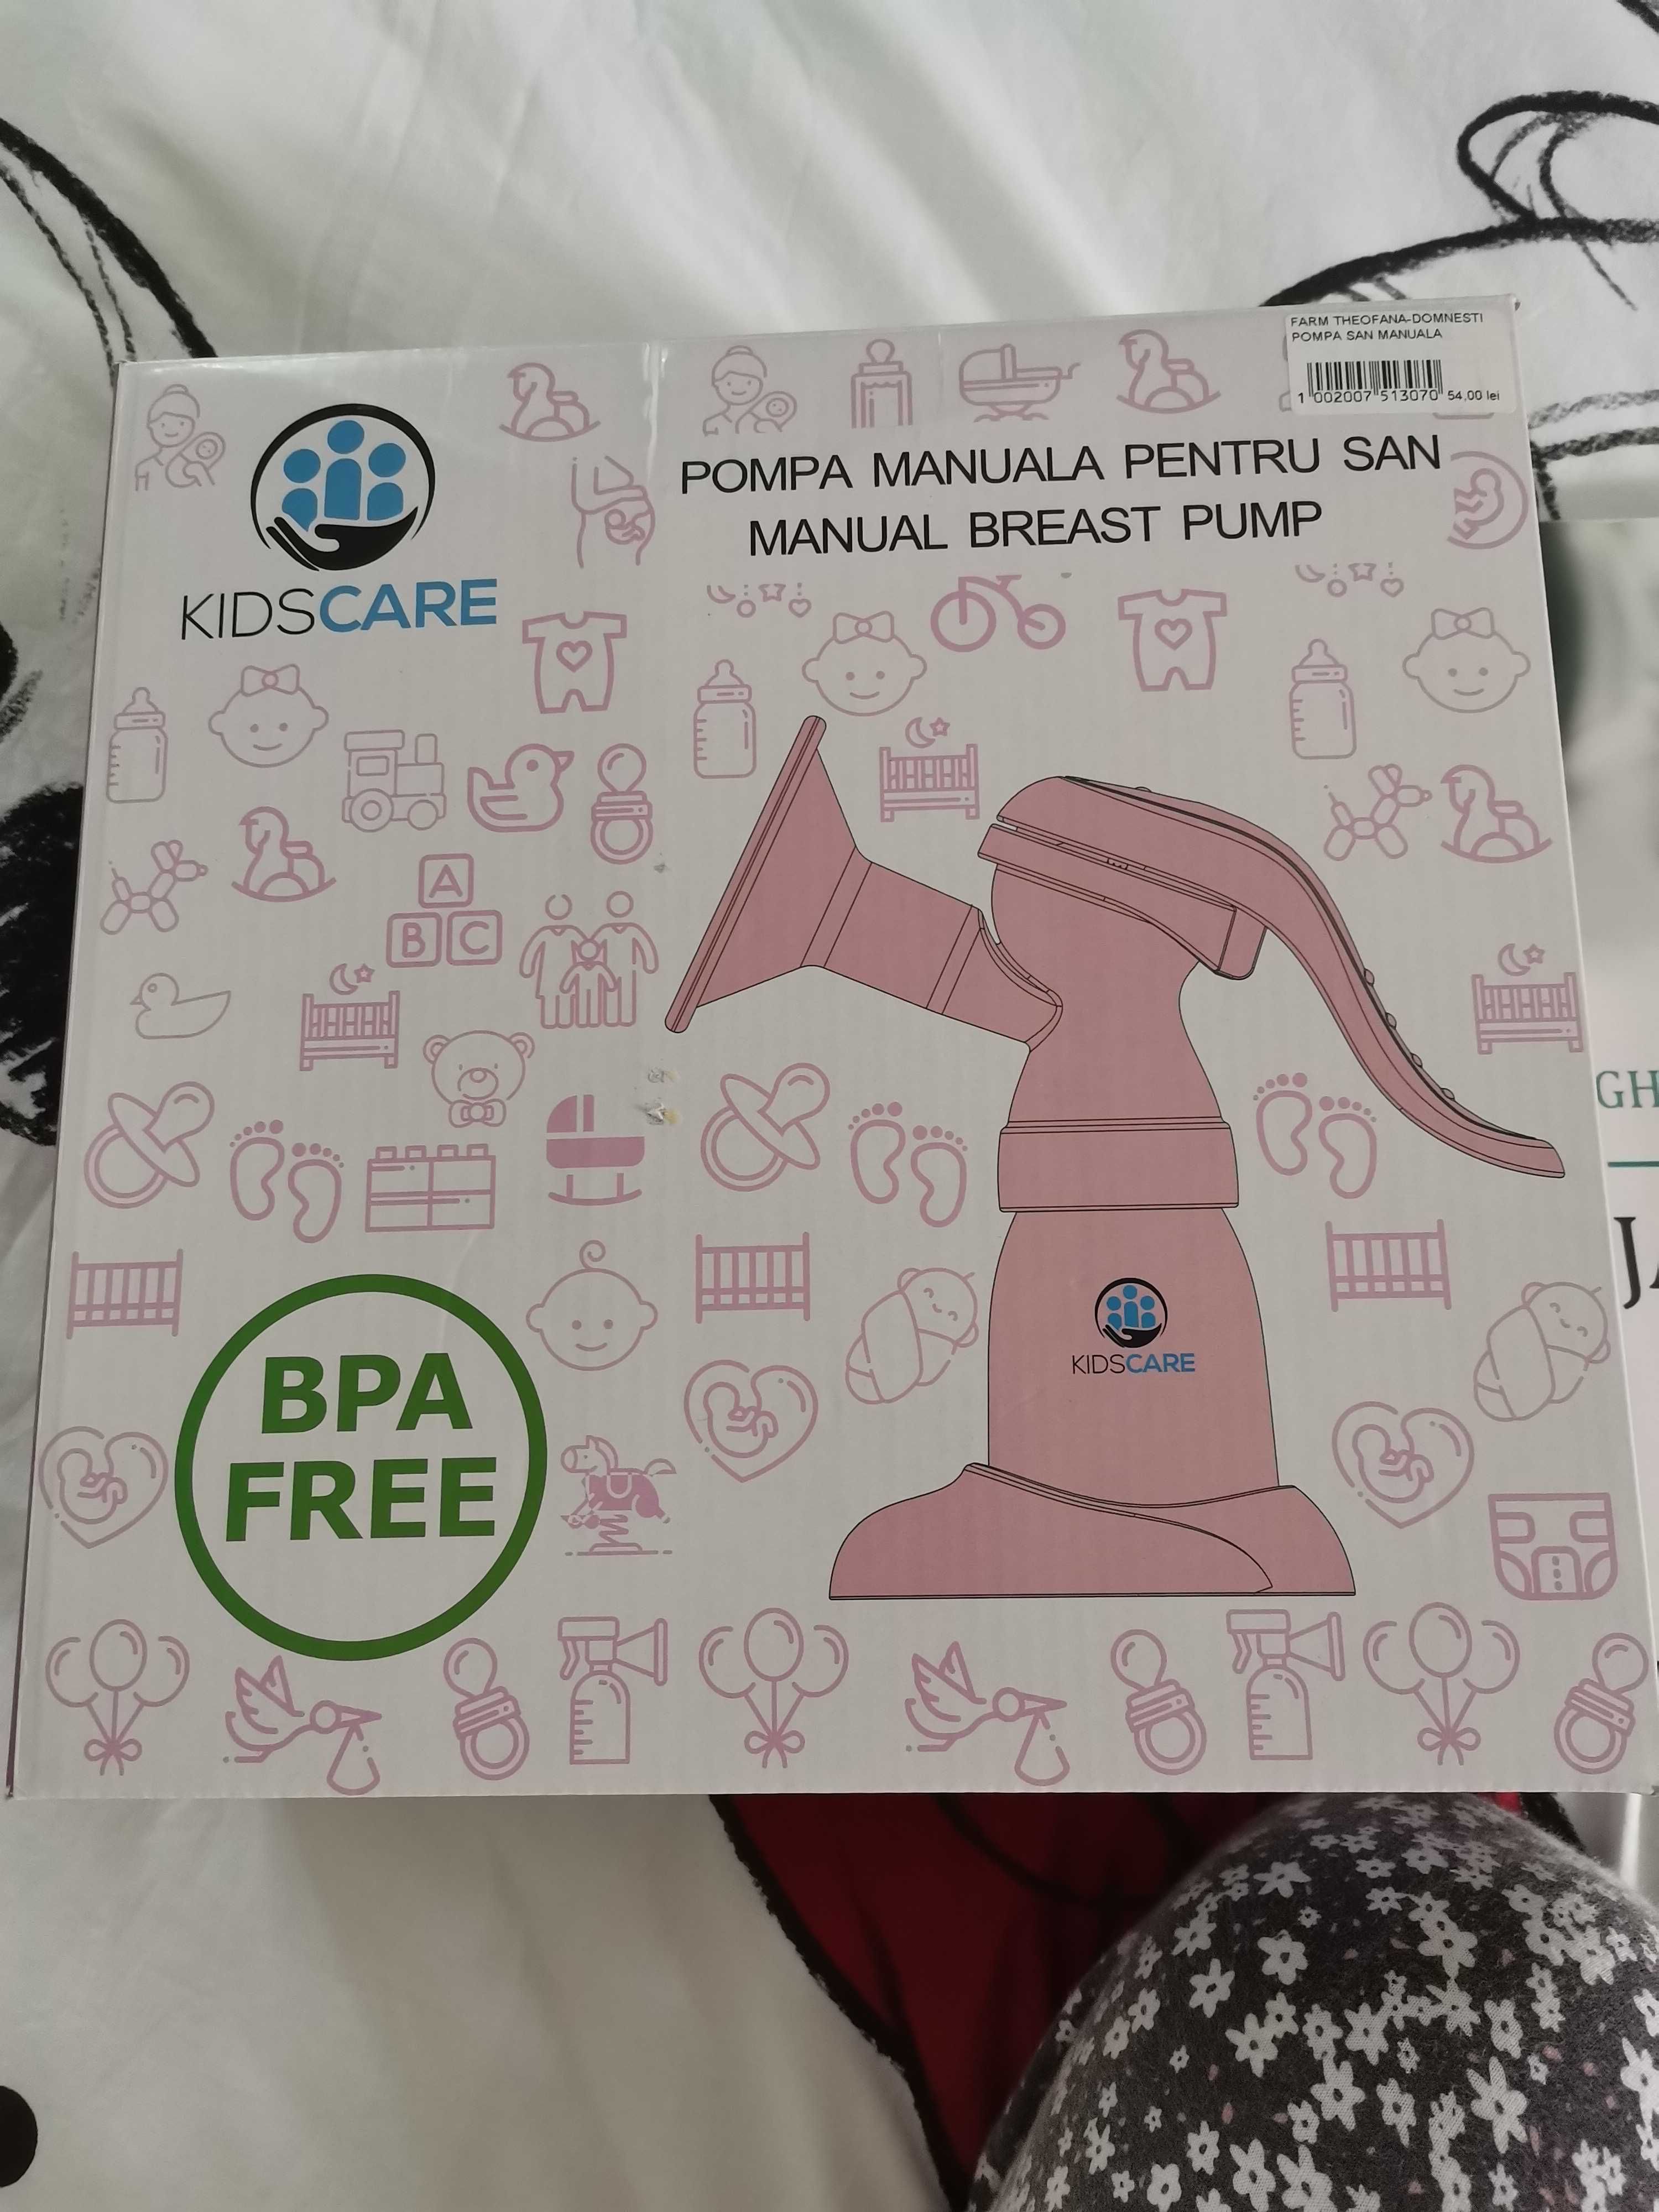 FARM THEOFANA-DOMNESTI
POMPA SAN MANUALA
1 002007 513070 54,00 lei
KIDSCARE
POMPA MANUALA PENTRU SAN
MANUAL BREAST PUMP
A
B C
GH
KIDSCARE
BPA
FREE